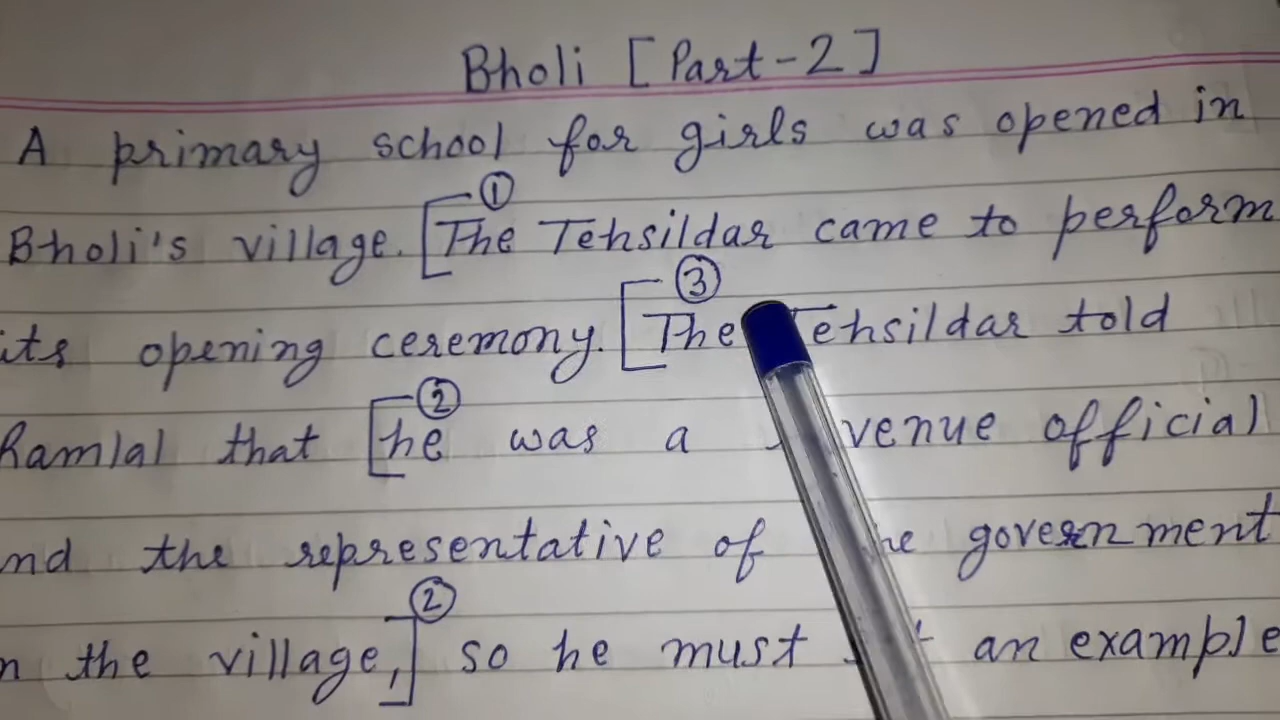 Bholi [Part-2]
A primary school for girls was opened in
①
Bholi's village. [The Tehsildar came to perform
③
its opening ceremony. [The Tehsildar told
②
Ramlal that [he was a venue official
nd the representative of he government
②
n the village,] so he must an example